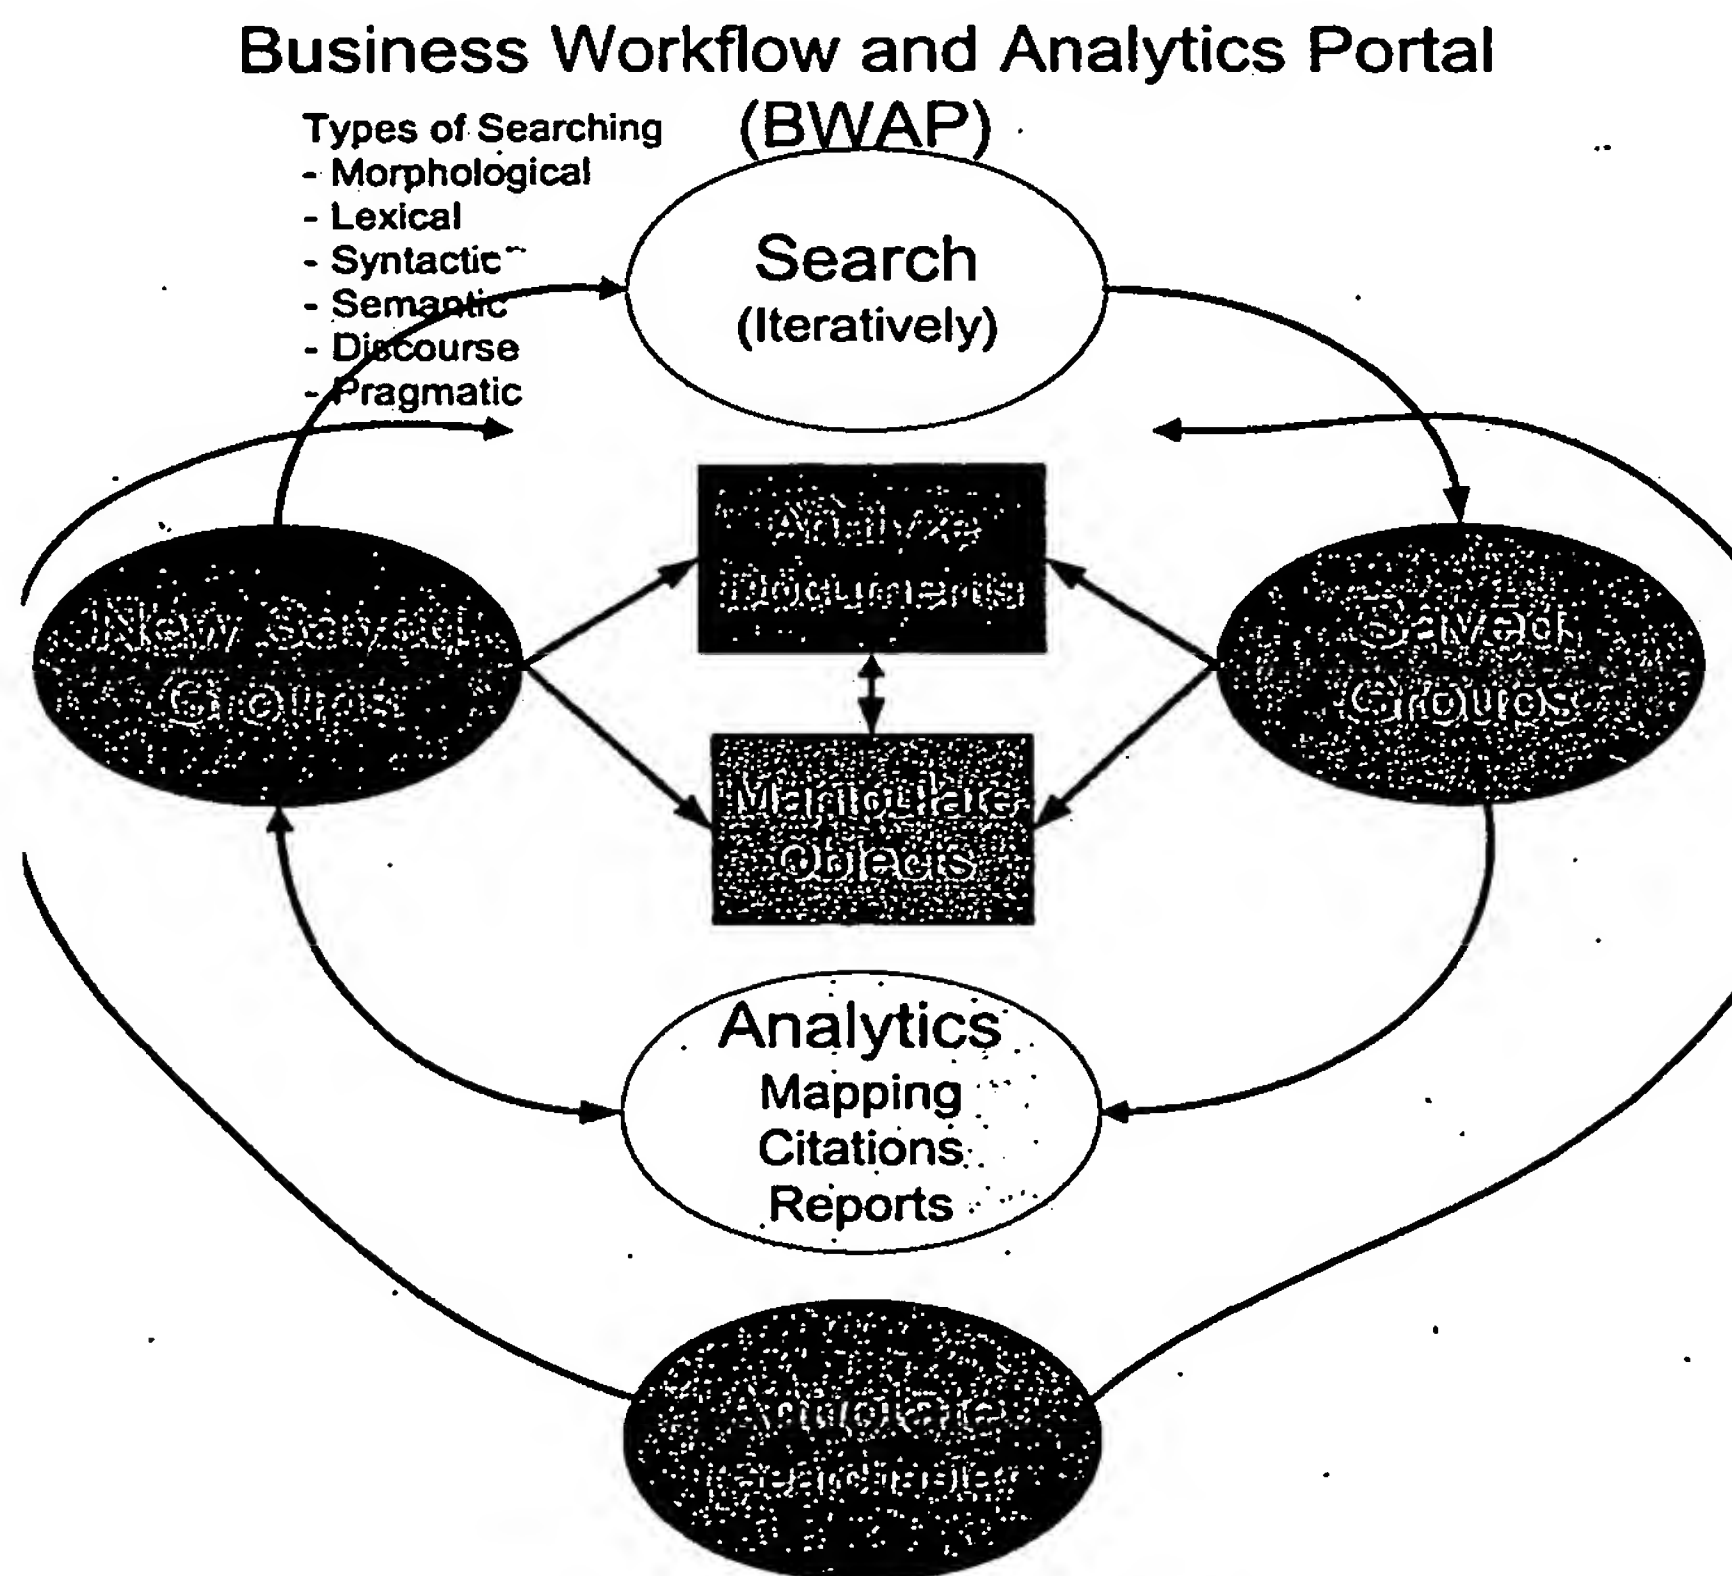 Business Workflow and Analytics Portal
(BWAP)
Types of Searching
- Morphological
- Lexical
- Syntactic
- Semantic
- Discourse
- Pragmatic
Search
(Iteratively)
Analyze
Documents
New Saved
Groups
Saved
Groups
Manipulate
Objects
Analytics
Mapping
Citations
Reports
Annotate